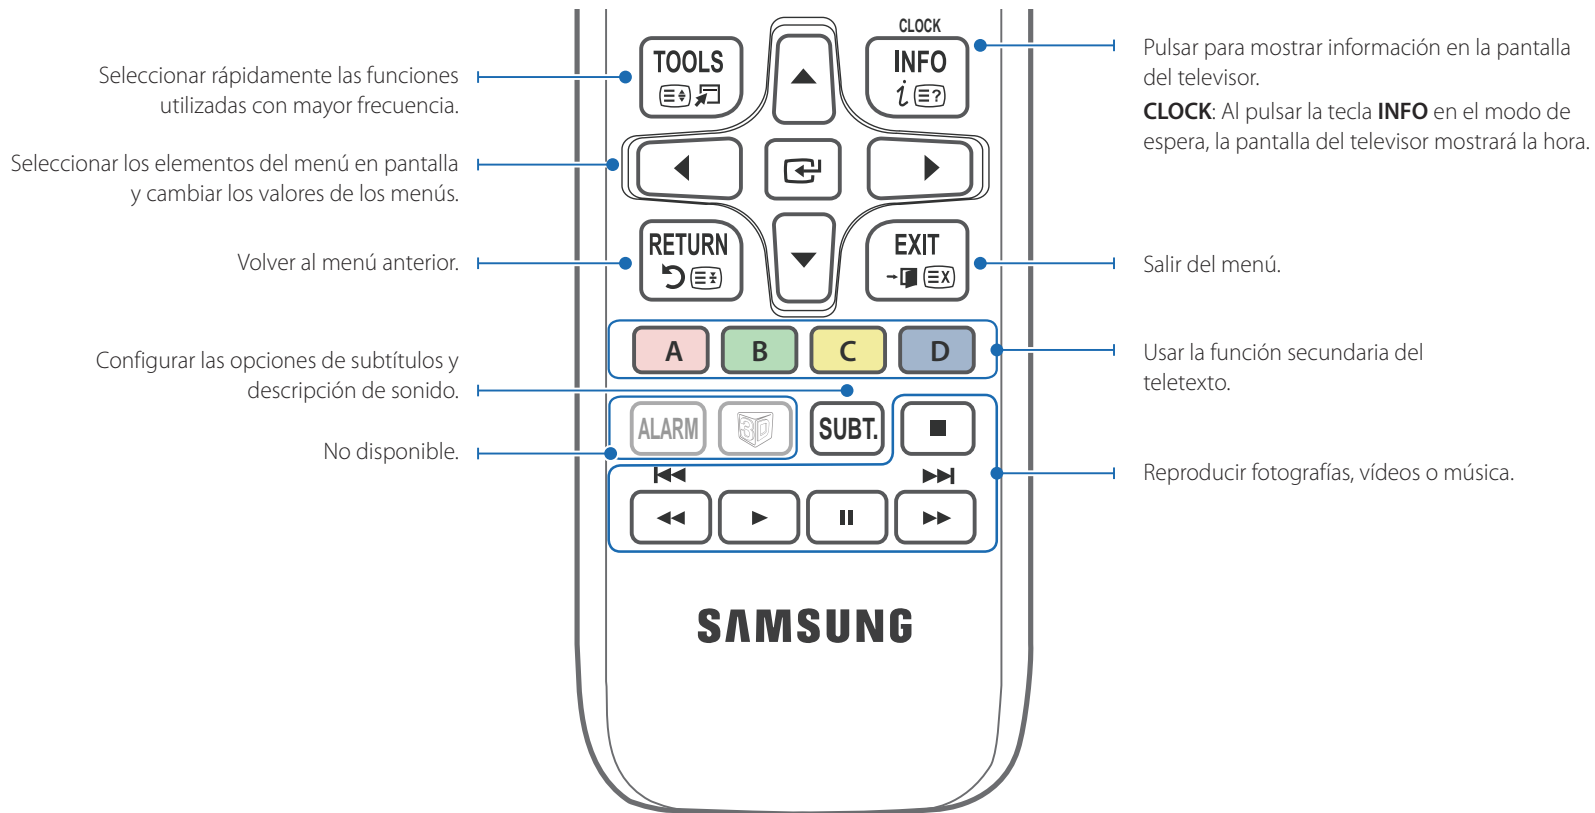 CLOCK
TOOLS
INFO
Seleccionar rápidamente las funciones
utilizadas con mayor frecuencia.
Pulsar para mostrar información en la pantalla
del televisor.
CLOCK: Al pulsar la tecla INFO en el modo de
espera, la pantalla del televisor mostrará la hora.
Seleccionar los elementos del menú en pantalla
y cambiar los valores de los menús.
RETURN
EXIT
Volver al menú anterior.
Salir del menú.
A B C D
Configurar las opciones de subtítulos y
descripción de sonido.
Usar la función secundaria del
teletexto.
ALARM 3D SUBT.
No disponible.
Reproducir fotografías, vídeos o música.
SAMSUNG